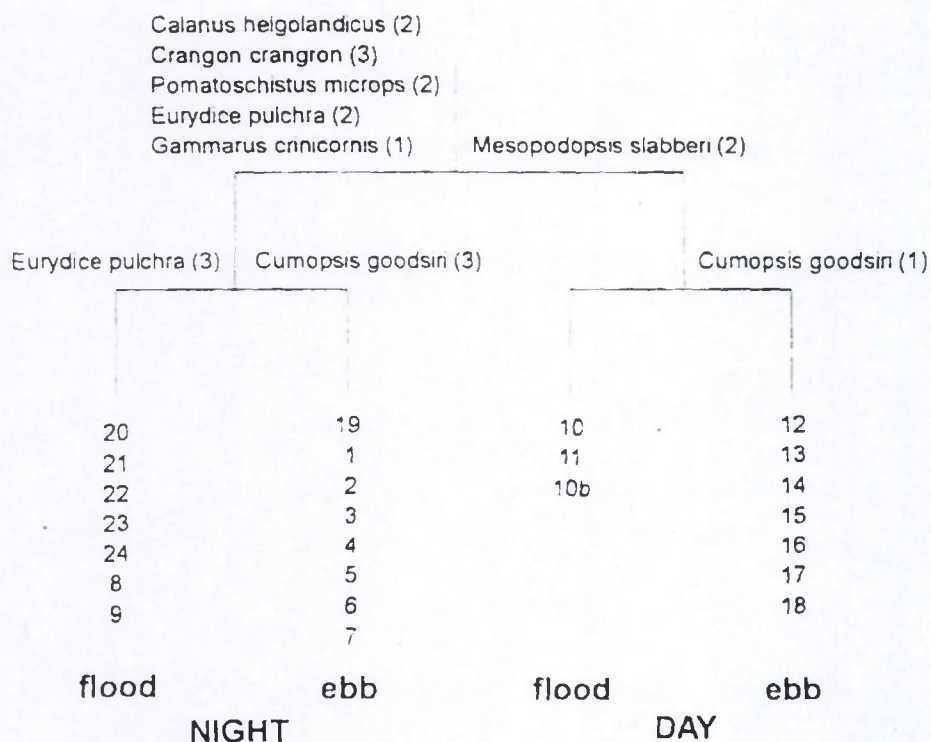 Calanus helgolandicus (2)
Crangon crangron (3)
Pomatoschistus microps (2)
Eurydice pulchra (2)
Gammarus crinicornis (1) Mesopodopsis slabberi (2)
Eurydice pulchra (3) Cumopsis goodsiri (3) Cumopsis goodsiri (1)
20 19 10 12
21 1 11 13
22 2 10b 14
23 3 15
24 4 16
8 5 17
9 6 18
7
flood ebb flood ebb
NIGHT DAY